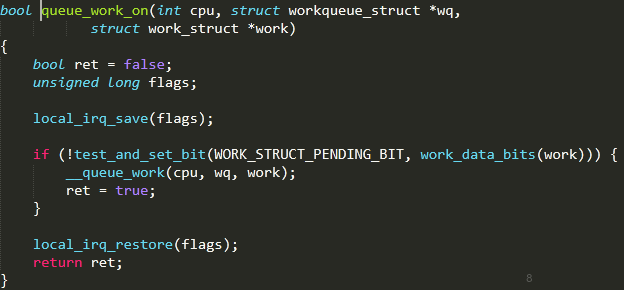 bool queue_work_on(int cpu, struct workqueue_struct *wq,
struct work_struct *work)
{
bool ret = false;
unsigned long flags;
local_irq_save(flags);
if (!test_and_set_bit(WORK_STRUCT_PENDING_BIT, work_data_bits(work))) {
__queue_work(cpu, wq, work);
ret = true;
}
local_irq_restore(flags);
return ret;
}
8